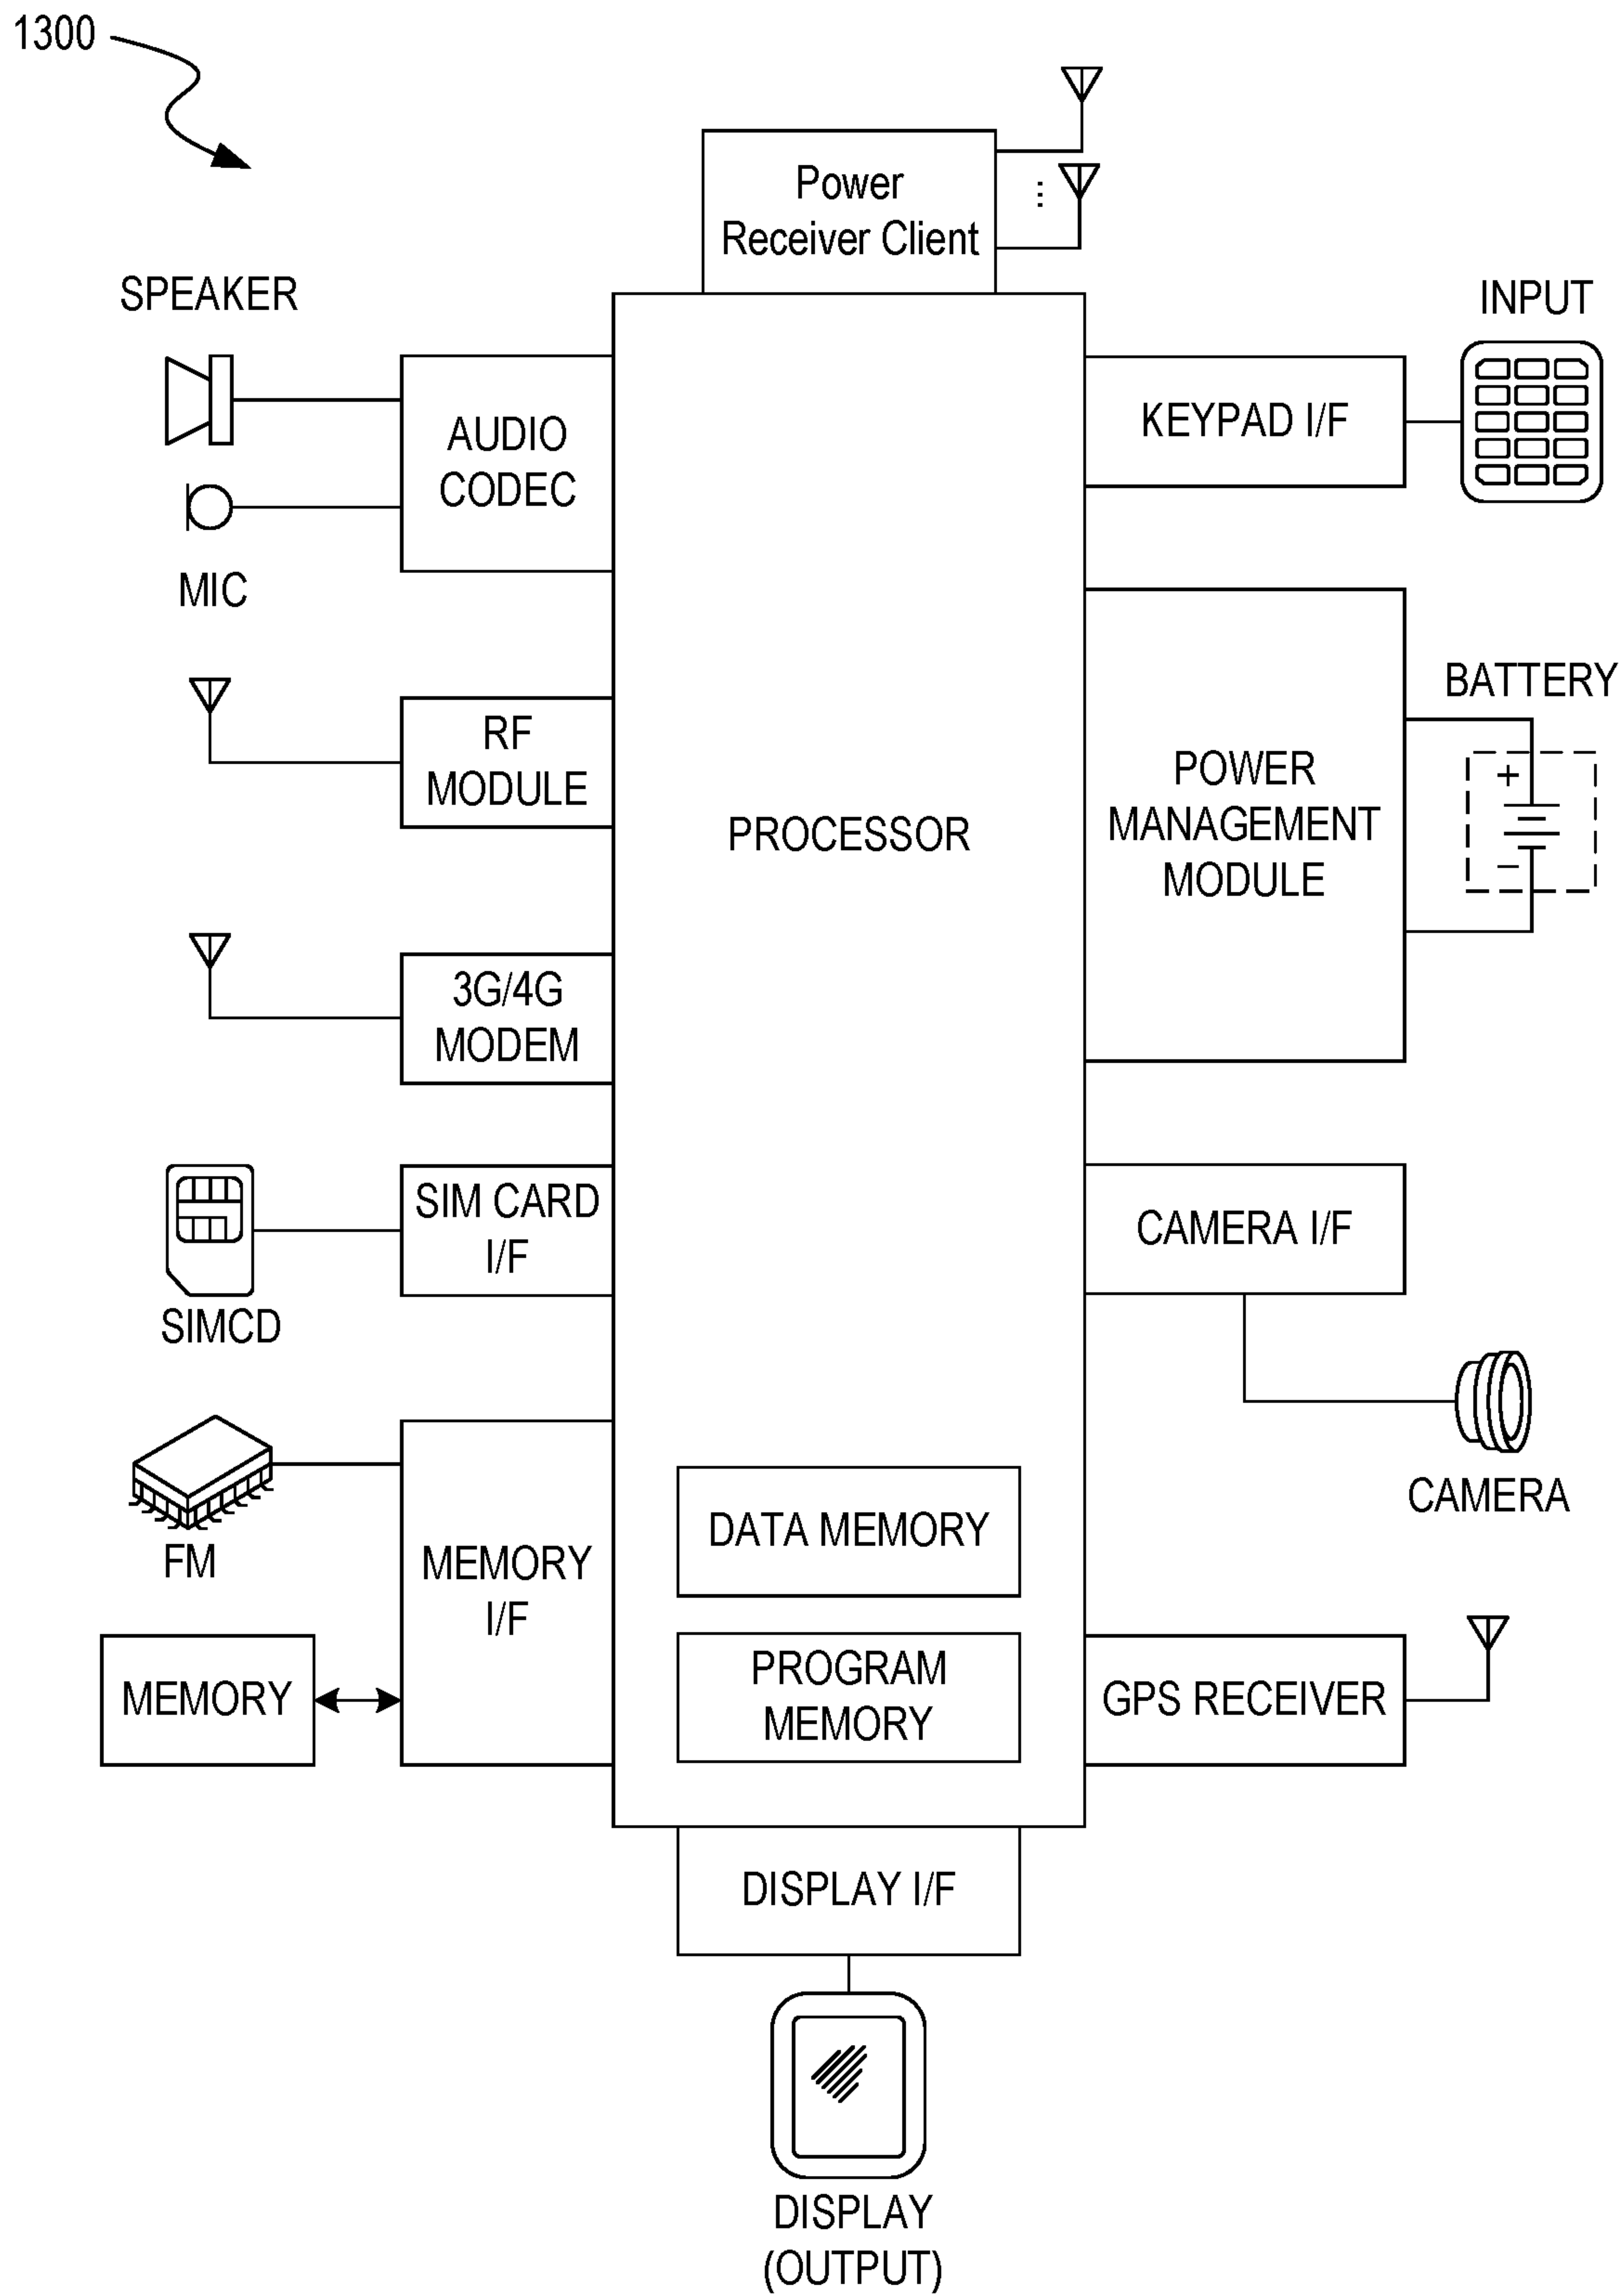 1300
Power
Receiver Client
SPEAKER
INPUT
AUDIO
CODEC
KEYPAD I/F
MIC
RF
MODULE
BATTERY
+
−
POWER
MANAGEMENT
MODULE
PROCESSOR
3G/4G
MODEM
SIM CARD
I/F
SIMCD
CAMERA I/F
CAMERA
FM
MEMORY
I/F
DATA MEMORY
MEMORY
PROGRAM
MEMORY
GPS RECEIVER
DISPLAY I/F
DISPLAY
(OUTPUT)